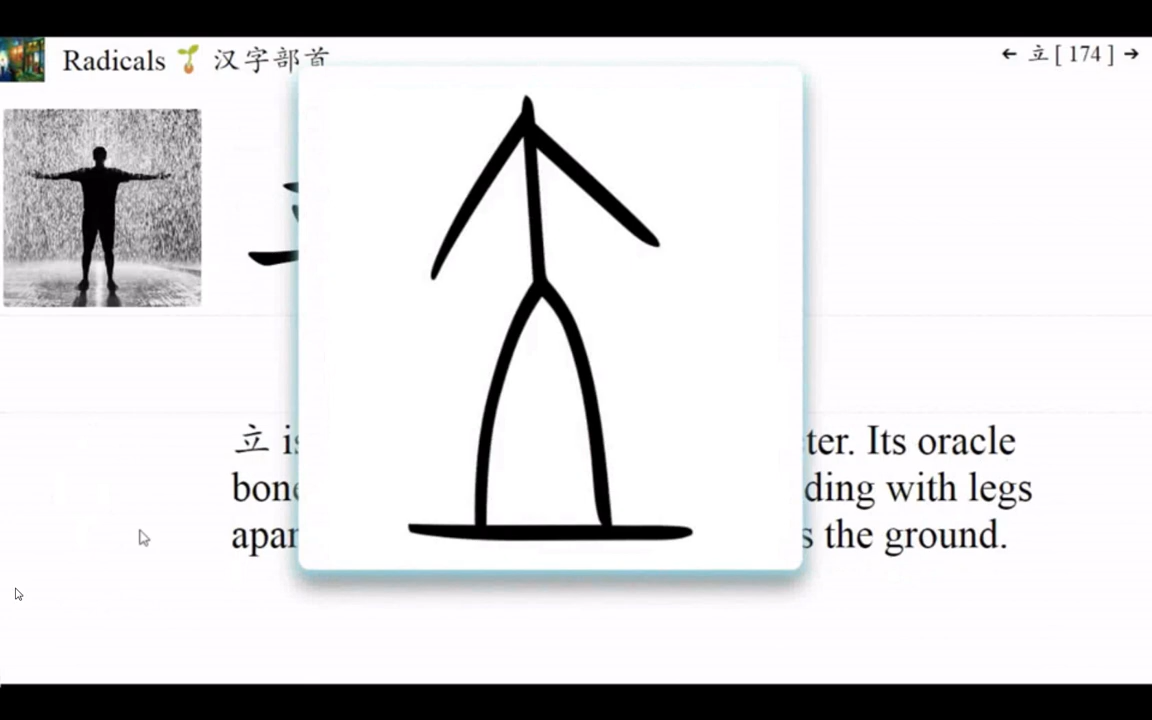 Radicals 汉字部首
← 立 [ 174 ] →
立
立 is ter. Its oracle
bone ding with legs
apar s the ground.